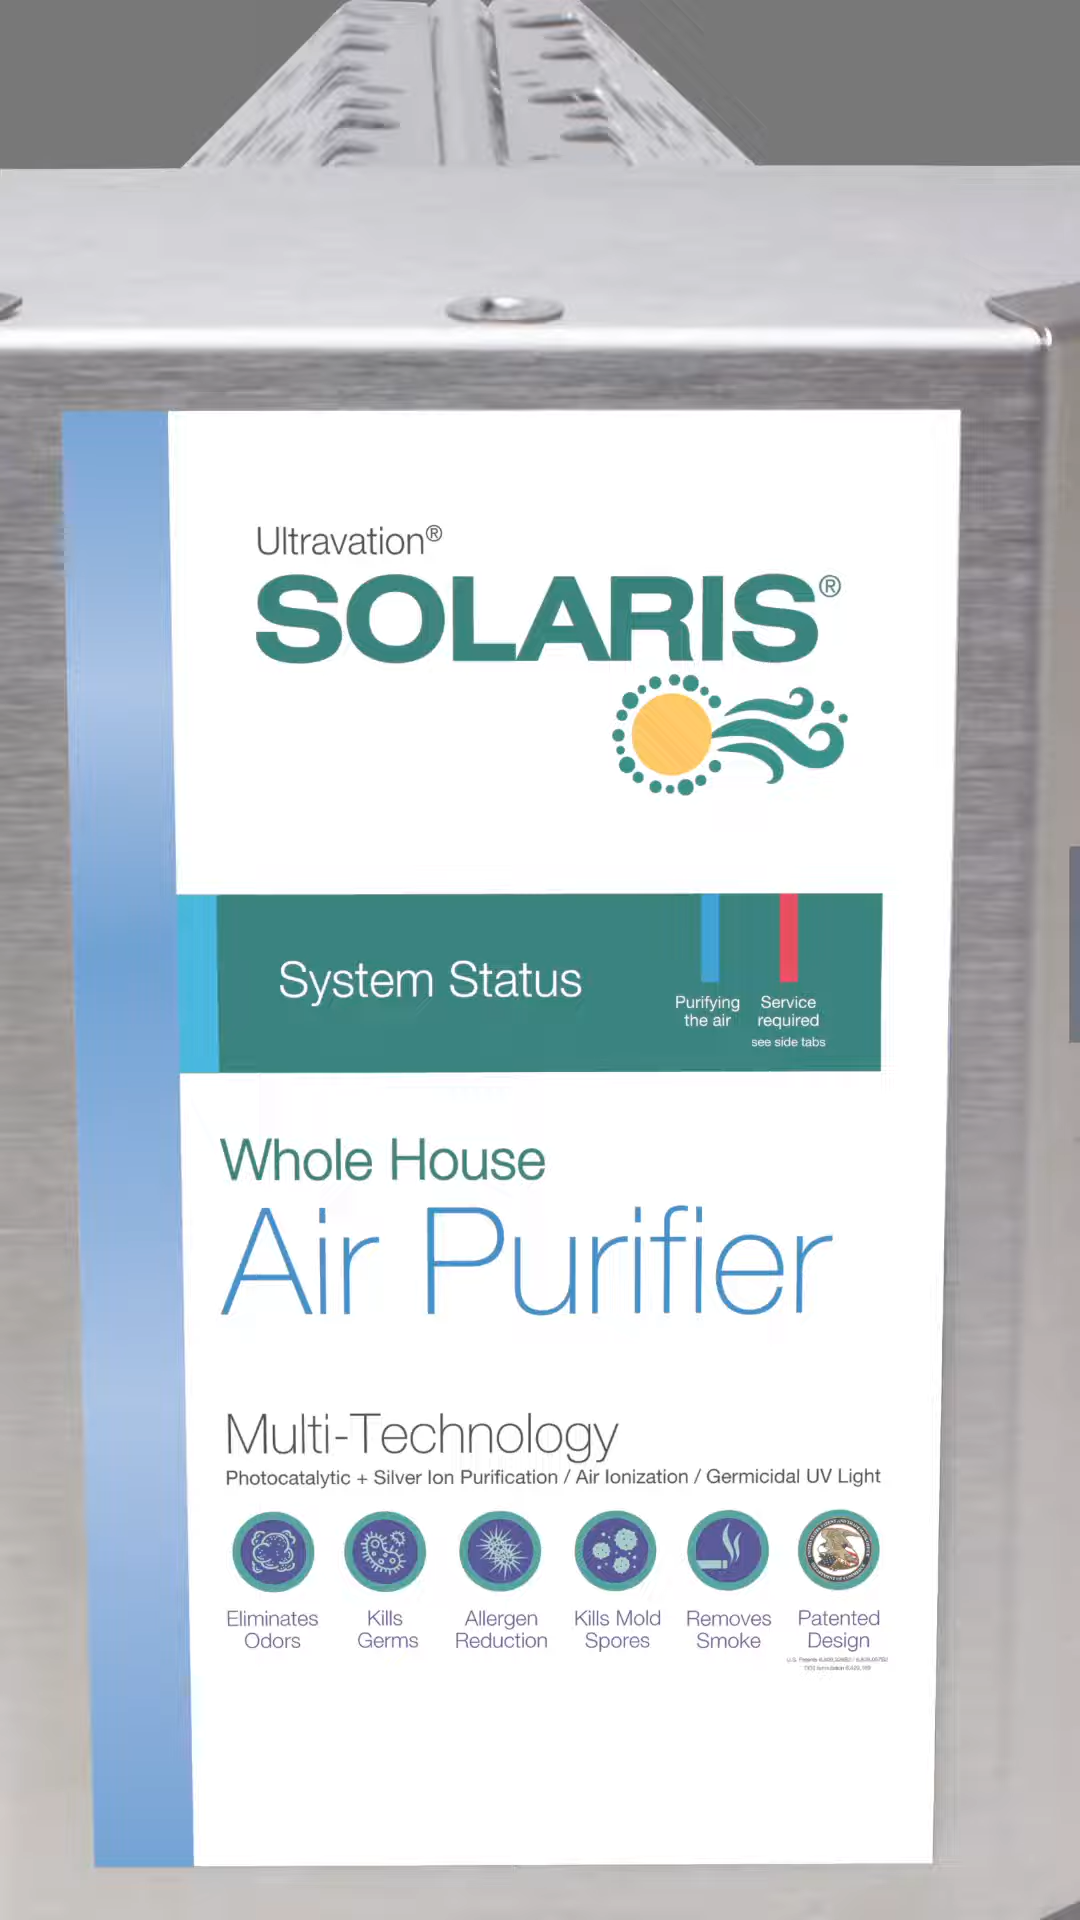 Ultravation®
SOLARIS®
System Status
Purifying
the air
Service
required
see side tabs
Whole House
Air Purifier
Multi-Technology
Photocatalytic + Silver Ion Purification / Air Ionization / Germicidal UV Light
Eliminates
Odors
Kills
Germs
Allergen
Reduction
Kills Mold
Spores
Removes
Smoke
Patented
Design